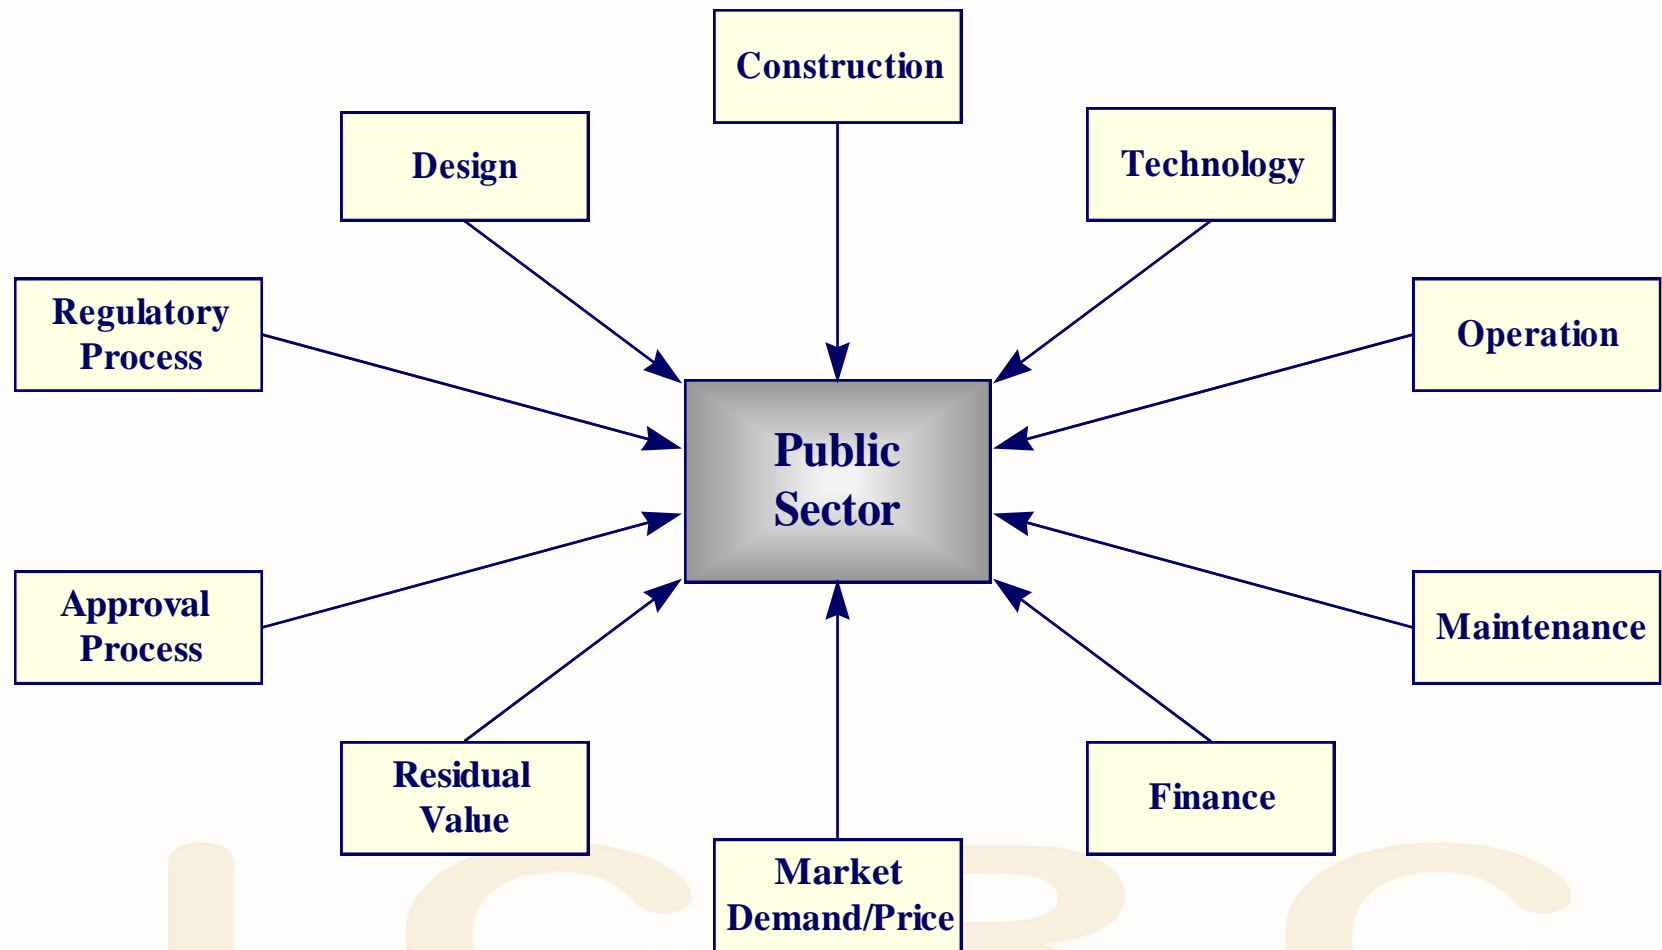 Construction
Design
Technology
Regulatory
Process
Operation
Public
Sector
Approval
Process
Maintenance
Residual
Value
Finance
Market
Demand/Price
I C R C